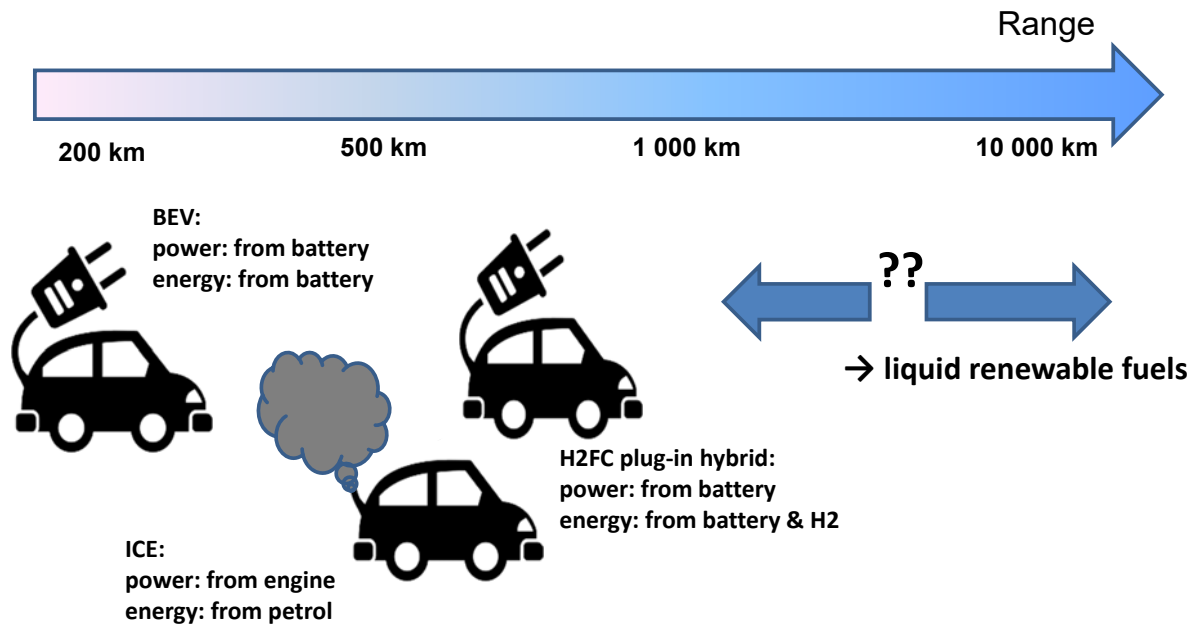 Range
200 km
500 km
1 000 km
10 000 km
BEV:
power: from battery
energy: from battery
??
→ liquid renewable fuels
H2FC plug-in hybrid:
power: from battery
energy: from battery & H2
ICE:
power: from engine
energy: from petrol